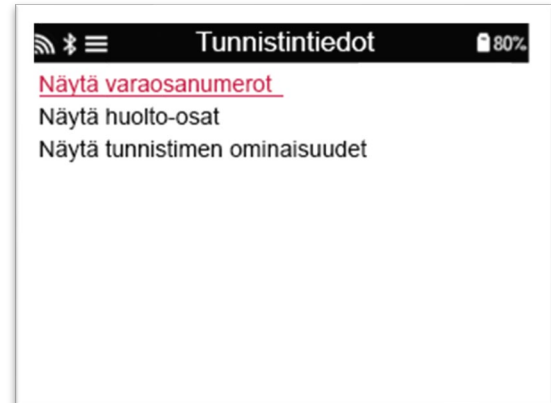 Tunnistintiedot 80%
Näytä varaosanumerot
Näytä huolto-osat
Näytä tunnistimen ominaisuudet